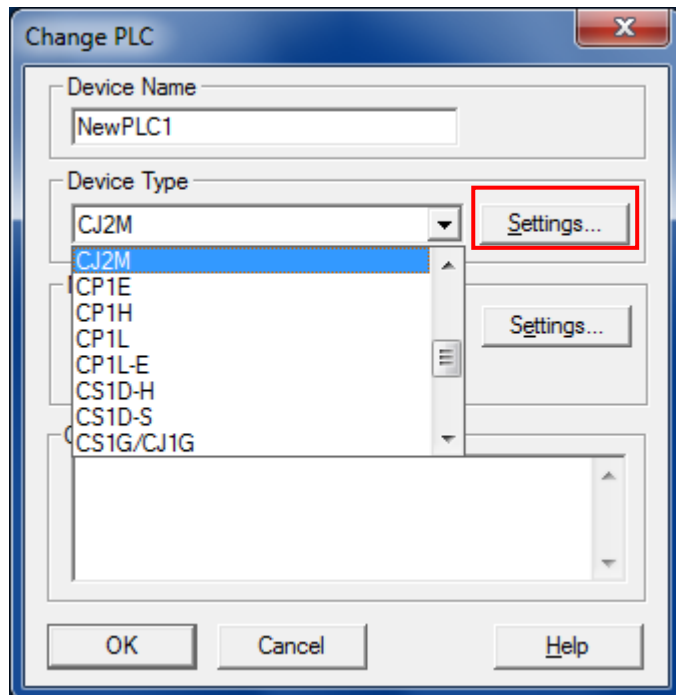 Change PLC
Device Name
NewPLC1
Device Type
CJ2M
Settings...
CJ2M
CP1E
CP1H
CP1L
CP1L-E
CS1D-H
CS1D-S
CS1G/CJ1G
Settings...
OK
Cancel
Help